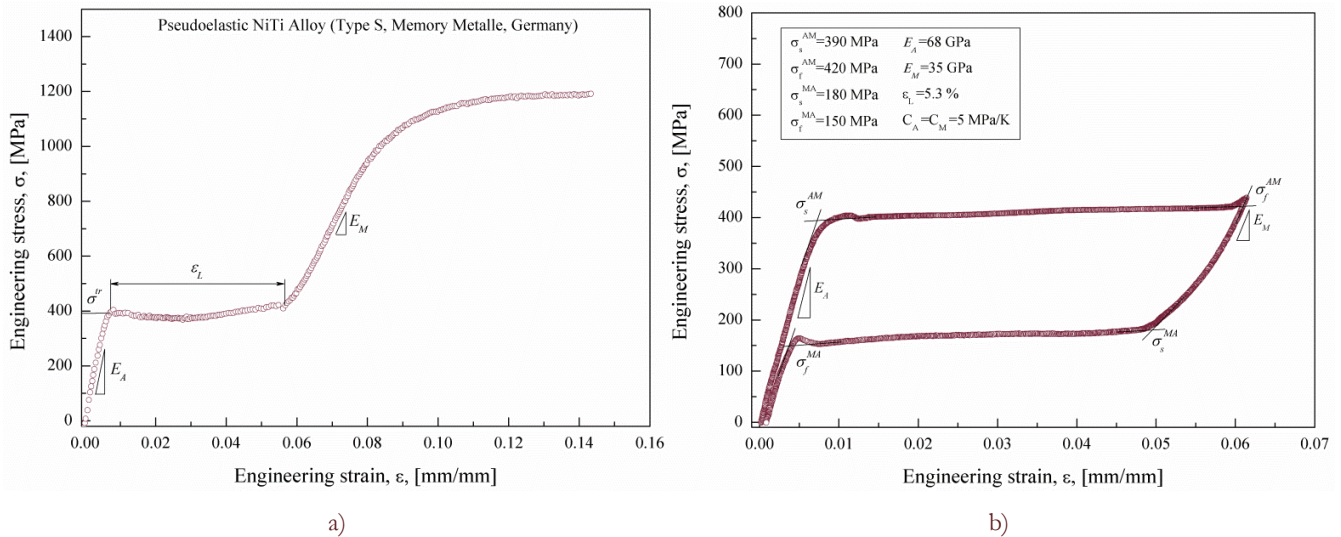 Pseudoelastic NiTi Alloy (Type S, Memory Metalle, Germany)
Engineering stress, σ, [MPa]
1400
1200
1000
800
600
400
200
0
σᵗʳ
ε_L
E_A
E_M
0.00 0.02 0.04 0.06 0.08 0.10 0.12 0.14 0.16
Engineering strain, ε, [mm/mm]
a)
Engineering stress, σ, [MPa]
800
700
600
500
400
300
200
100
0
σ_s^AM=390 MPa E_A=68 GPa
σ_f^AM=420 MPa E_M=35 GPa
σ_s^MA=180 MPa ε_L=5.3 %
σ_f^MA=150 MPa C_A=C_M=5 MPa/K
σ_s^AM
σ_f^AM
E_M
E_A
σ_f^MA
σ_s^MA
0.00 0.01 0.02 0.03 0.04 0.05 0.06 0.07
Engineering strain, ε, [mm/mm]
b)